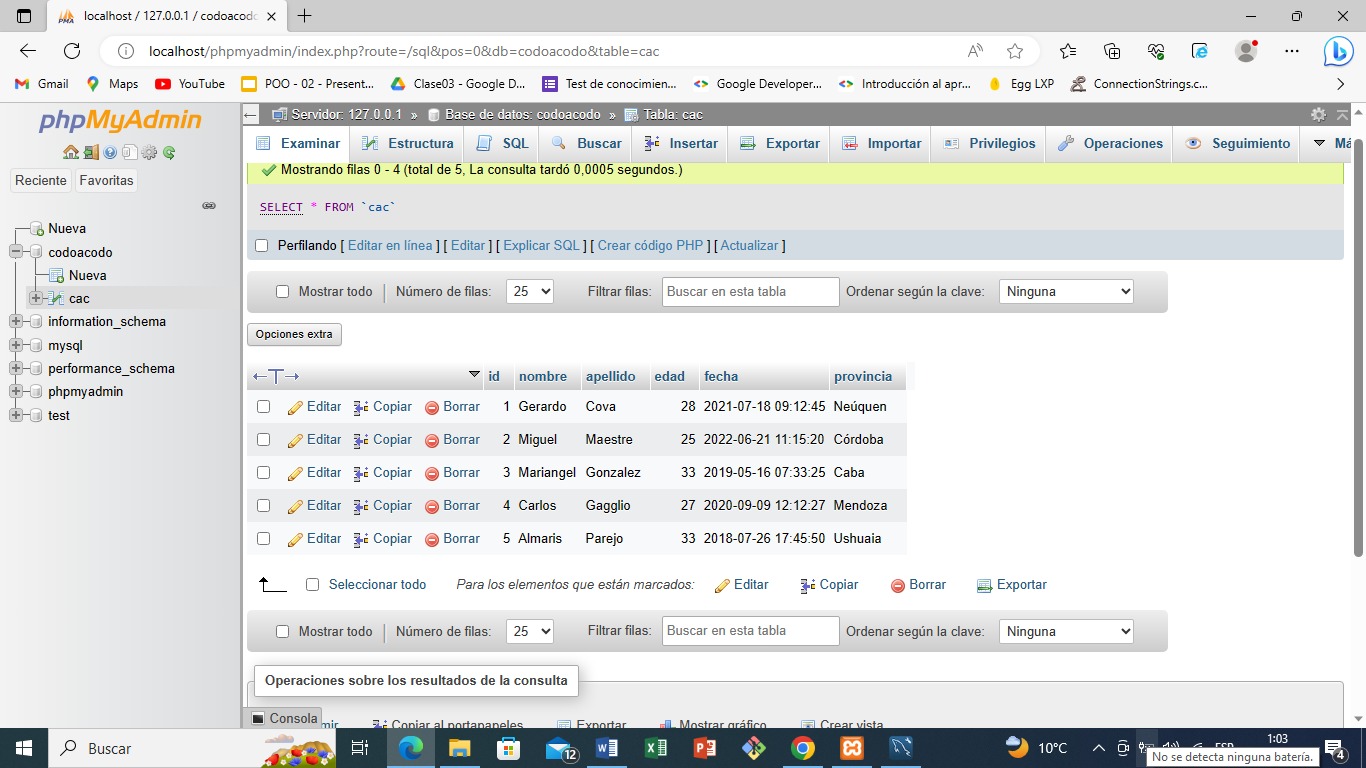 localhost / 127.0.0.1 / codoacodo
localhost/phpmyadmin/index.php?route=/sql&pos=0&db=codoacodo&table=cac
Gmail Maps YouTube POO - 02 - Present... Clase03 - Google D... Test de conocimien... Google Developer... Introducción al apr... Egg LXP ConnectionStrings.c...
phpMyAdmin
Reciente Favoritas
Nueva
codoacodo
Nueva
cac
information_schema
mysql
performance_schema
phpmyadmin
test
Servidor: 127.0.0.1 » Base de datos: codoacodo » Tabla: cac
Examinar Estructura SQL Buscar Insertar Exportar Importar Privilegios Operaciones Seguimiento Má
Mostrando filas 0 - 4 (total de 5, La consulta tardó 0,0005 segundos.)
SELECT * FROM `cac`
Perfilando [ Editar en línea ] [ Editar ] [ Explicar SQL ] [ Crear código PHP ] [ Actualizar ]
Mostrar todo | Número de filas: 25 Filtrar filas: Buscar en esta tabla Ordenar según la clave: Ninguna
Opciones extra
←T→ id nombre apellido edad fecha provincia
Editar Copiar Borrar 1 Gerardo Cova 28 2021-07-18 09:12:45 Neúquen
Editar Copiar Borrar 2 Miguel Maestre 25 2022-06-21 11:15:20 Córdoba
Editar Copiar Borrar 3 Mariangel Gonzalez 33 2019-05-16 07:33:25 Caba
Editar Copiar Borrar 4 Carlos Gagglio 27 2020-09-09 12:12:27 Mendoza
Editar Copiar Borrar 5 Almaris Parejo 33 2018-07-26 17:45:50 Ushuaia
Seleccionar todo Para los elementos que están marcados: Editar Copiar Borrar Exportar
Mostrar todo | Número de filas: 25 Filtrar filas: Buscar en esta tabla Ordenar según la clave: Ninguna
Operaciones sobre los resultados de la consulta
Consola
Copiar al portapapeles Exportar Mostrar gráfico Crear vista
Buscar 12 10°C ESP 1:03 4
No se detecta ninguna batería.